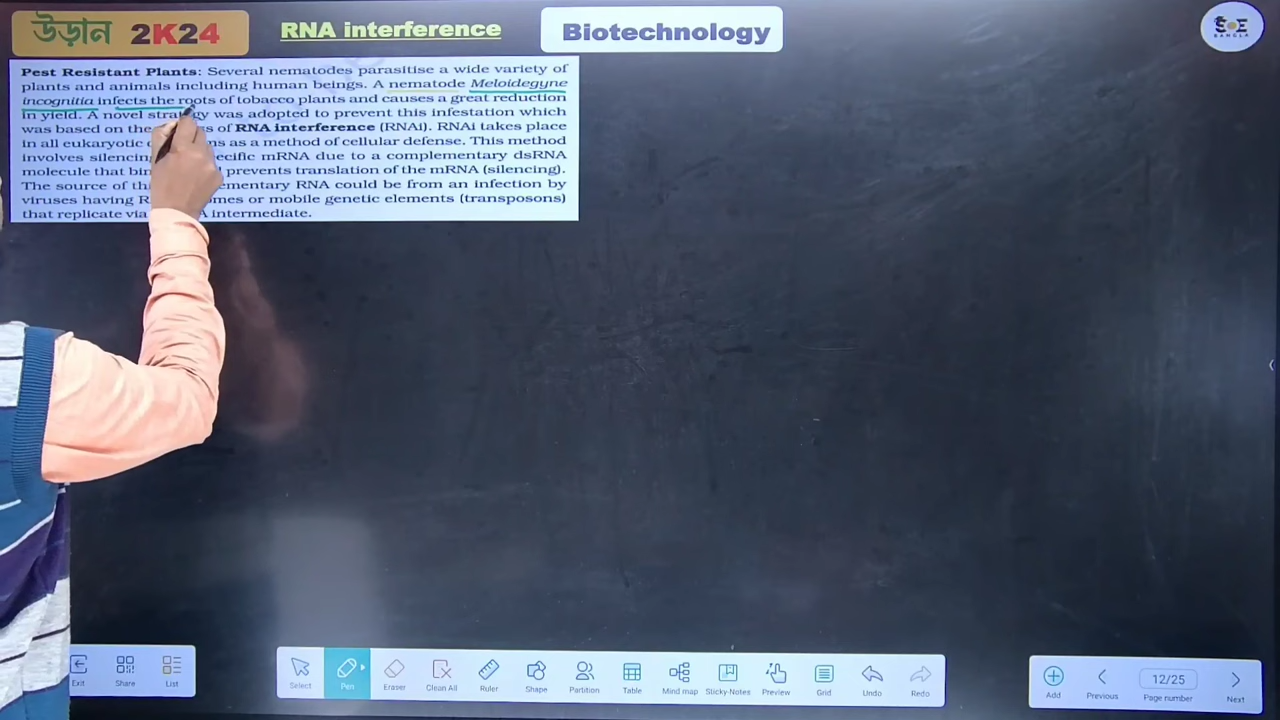 উড়ান 2K24
RNA interference
Biotechnology
SOE
BANGLA
Pest Resistant Plants: Several nematodes parasitise a wide variety of
plants and animals including human beings. A nematode Meloidegyne
incognitia infects the roots of tobacco plants and causes a great reduction
in yield. A novel strategy was adopted to prevent this infestation which
was based on the of RNA interference (RNAi). RNAi takes place
in all eukaryotic as a method of cellular defense. This method
involves silencing mRNA due to a complementary dsRNA
molecule that prevents translation of the mRNA (silencing).
The source of RNA could be from an infection by
viruses having or mobile genetic elements (transposons)
that replicate via intermediate.
Exit
Share
List
Select
Pen
Eraser
Clean All
Ruler
Shape
Partition
Table
Mind map
Sticky-Notes
Preview
Grid
Undo
Redo
Add
Previous
12/25
Page number
Next